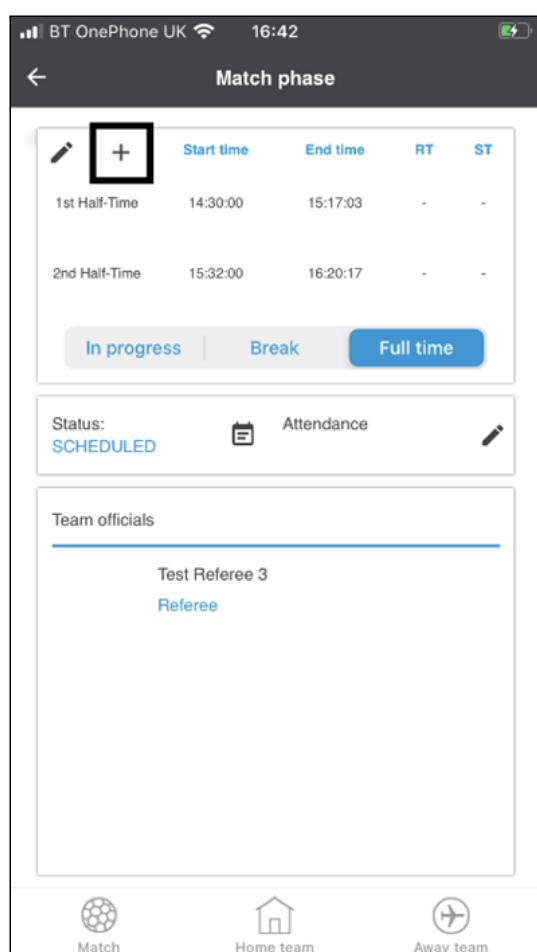 BT OnePhone UK 16:42
Match phase
Start time End time RT ST
1st Half-Time 14:30:00 15:17:03 - -
2nd Half-Time 15:32:00 16:20:17 - -
In progress Break Full time
Status: Attendance
SCHEDULED
Team officials
Test Referee 3
Referee
Match Home team Away team